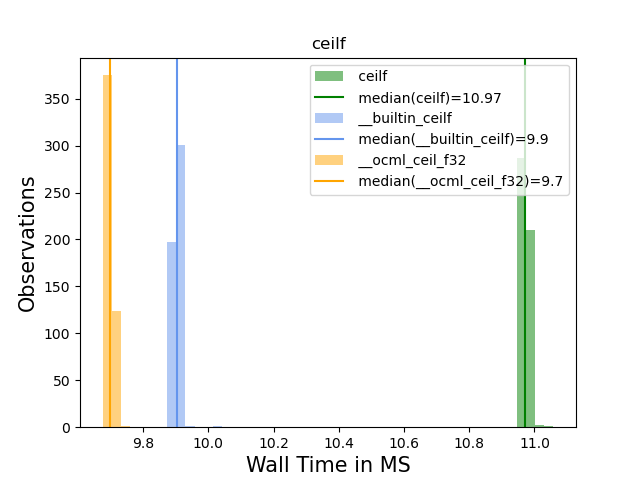 ceilf
ceilf
median(ceilf)=10.97
__builtin_ceilf
median(__builtin_ceilf)=9.9
__ocml_ceil_f32
median(__ocml_ceil_f32)=9.7
Observations
350
300
250
200
150
100
50
0
9.8 10.0 10.2 10.4 10.6 10.8 11.0
Wall Time in MS